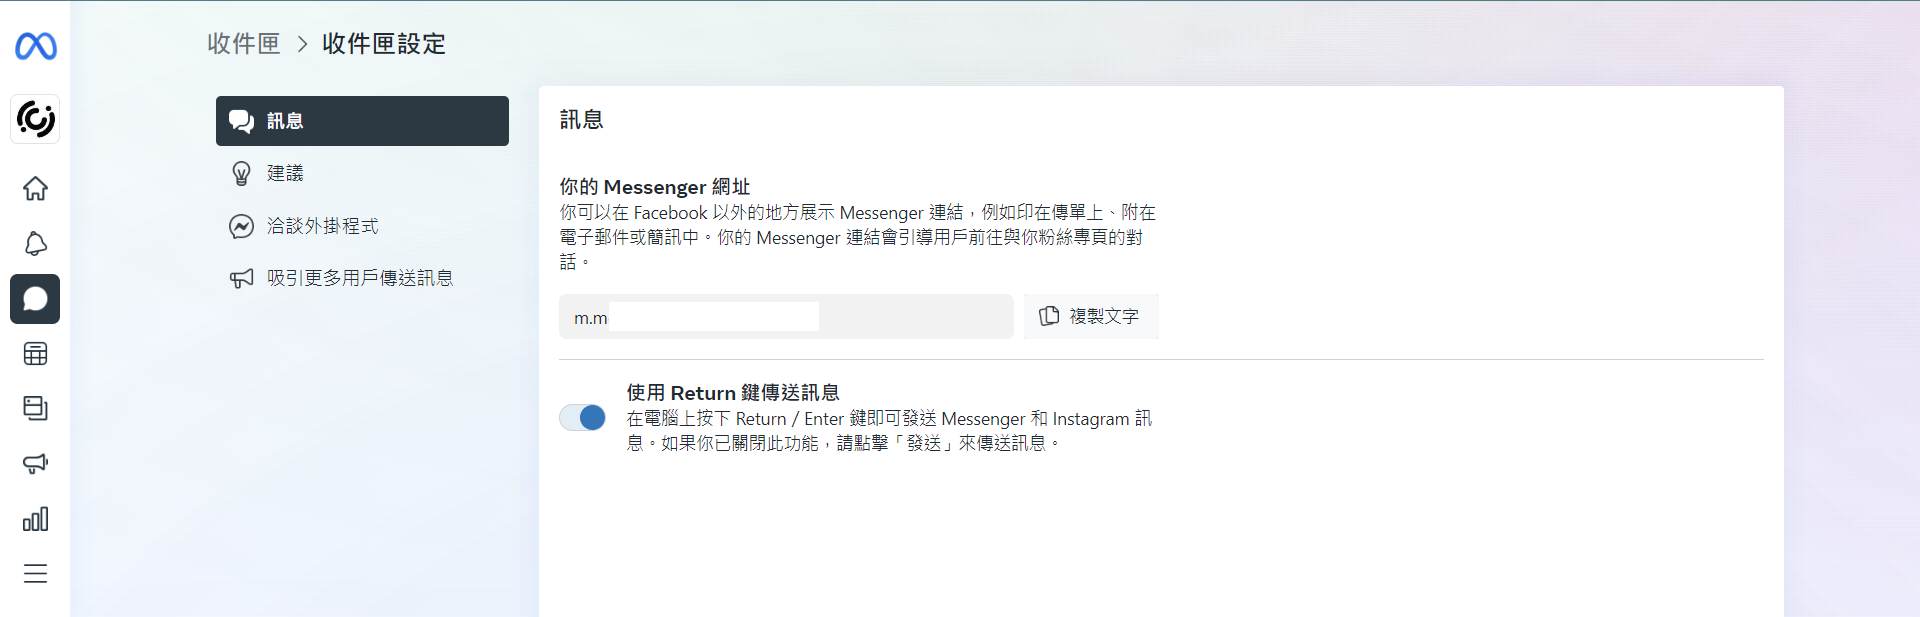 收件匣 > 收件匣設定
訊息
建議
洽談外掛程式
吸引更多用戶傳送訊息
訊息
你的 Messenger 網址
你可以在 Facebook 以外的地方展示 Messenger 連結，例如印在傳單上、附在
電子郵件或簡訊中。你的 Messenger 連結會引導用戶前往與你粉絲專頁的對
話。
m.m
複製文字
使用 Return 鍵傳送訊息
在電腦上按下 Return / Enter 鍵即可發送 Messenger 和 Instagram 訊
息。如果你已關閉此功能，請點擊「發送」來傳送訊息。